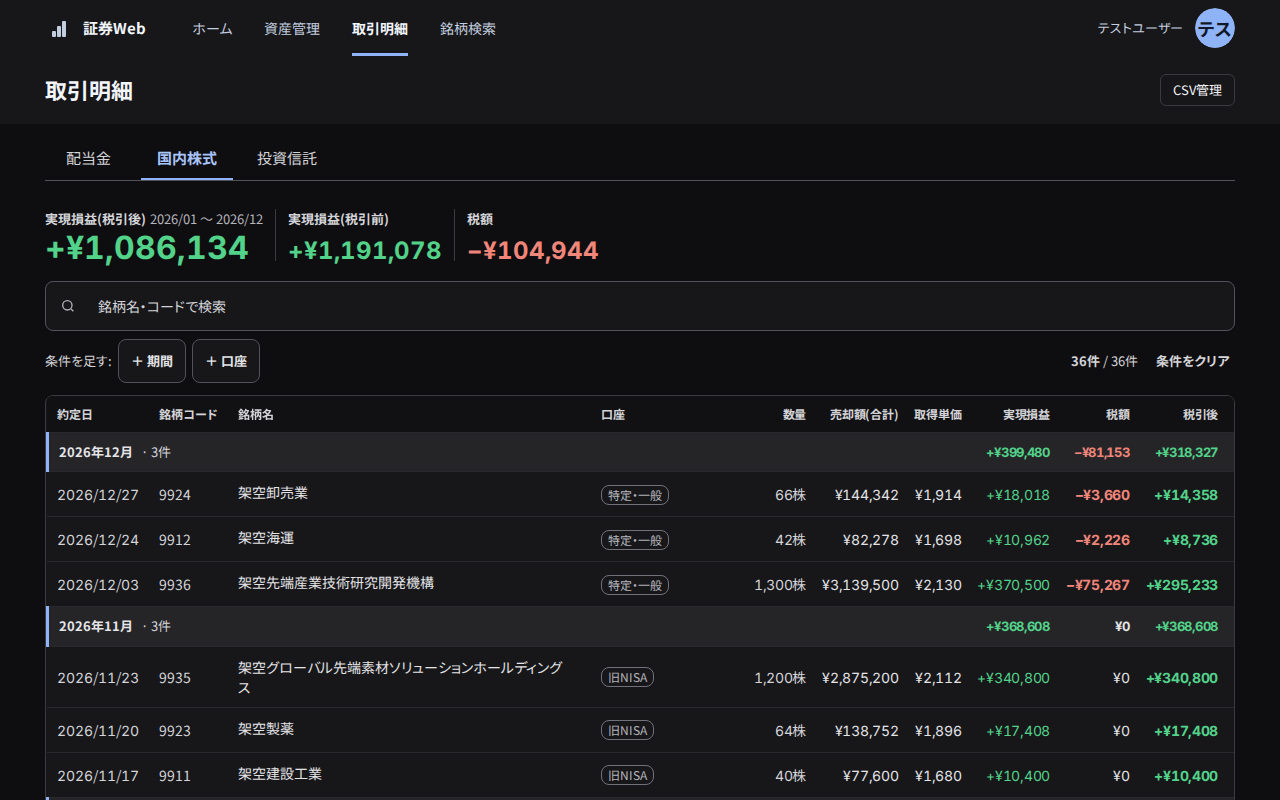 証券Web ホーム 資産管理 取引明細 銘柄検索 テストユーザー テス
取引明細 CSV管理
配当金 国内株式 投資信託
実現損益(税引後) 2026/01 〜 2026/12 実現損益(税引前) 税額
+¥1,086,134 +¥1,191,078 −¥104,944
銘柄名・コードで検索
条件を足す: ＋ 期間 ＋ 口座 36件 / 36件 条件をクリア
約定日 銘柄コード 銘柄名 口座 数量 売却額(合計) 取得単価 実現損益 税額 税引後
2026年12月 · 3件 +¥399,480 −¥81,153 +¥318,327
2026/12/27 9924 架空卸売業 特定・一般 66株 ¥144,342 ¥1,914 +¥18,018 −¥3,660 +¥14,358
2026/12/24 9912 架空海運 特定・一般 42株 ¥82,278 ¥1,698 +¥10,962 −¥2,226 +¥8,736
2026/12/03 9936 架空先端産業技術研究開発機構 特定・一般 1,300株 ¥3,139,500 ¥2,130 +¥370,500 −¥75,267 +¥295,233
2026年11月 · 3件 +¥368,608 ¥0 +¥368,608
2026/11/23 9935 架空グローバル先端素材ソリューションホールディング
ス 旧NISA 1,200株 ¥2,875,200 ¥2,112 +¥340,800 ¥0 +¥340,800
2026/11/20 9923 架空製薬 旧NISA 64株 ¥138,752 ¥1,896 +¥17,408 ¥0 +¥17,408
2026/11/17 9911 架空建設工業 旧NISA 40株 ¥77,600 ¥1,680 +¥10,400 ¥0 +¥10,400